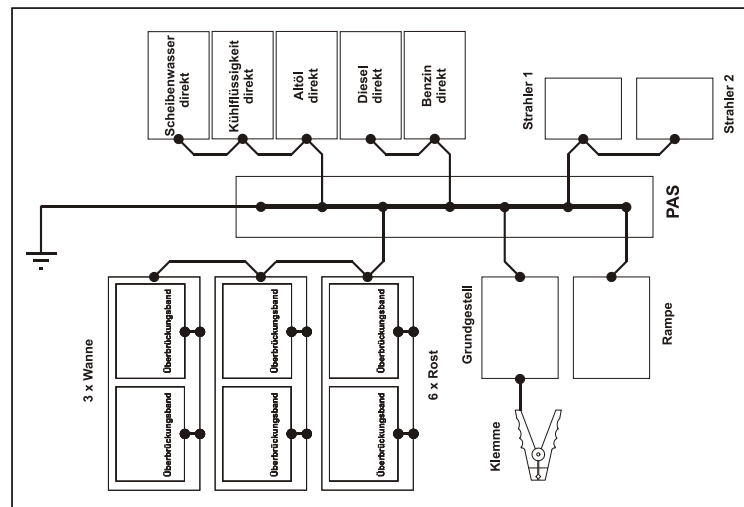 Scheibenwasser
direkt
Kühlflüssigkeit
direkt
Altöl
direkt
Diesel
direkt
Benzin
direkt
Strahler 1
Strahler 2
PAS
3 x Wanne
Überbrückungsband
Überbrückungsband
Überbrückungsband
Überbrückungsband
Überbrückungsband
Überbrückungsband
6 x Rost
Grundgestell
Rampe
Klemme